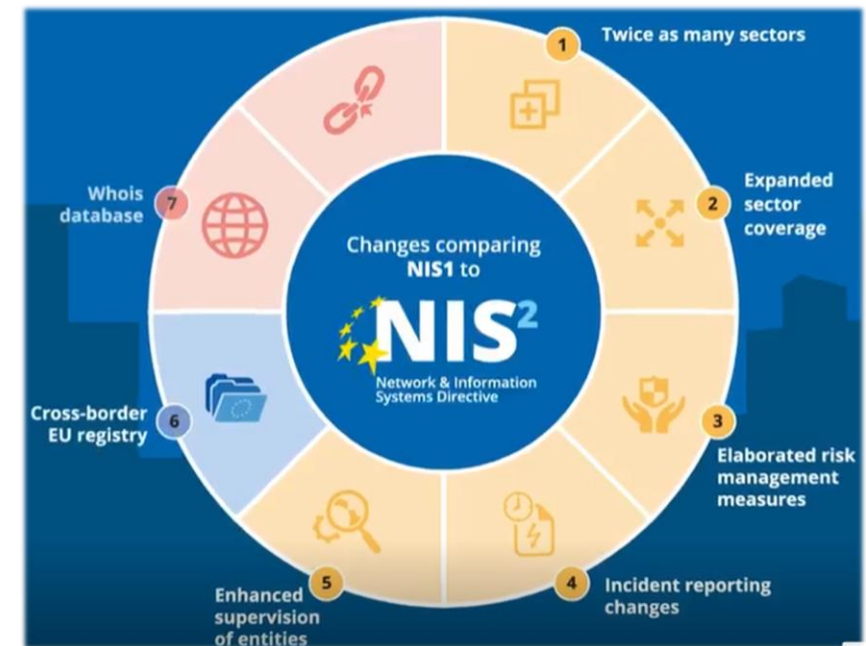 1
Twice as many sectors
2
Expanded
sector
coverage
3
Elaborated risk
management
measures
4
Incident reporting
changes
5
Enhanced
supervision
of entities
6
Cross-border
EU registry
7
Whois
database
Changes comparing
NIS1 to
NIS²
Network & Information
Systems Directive